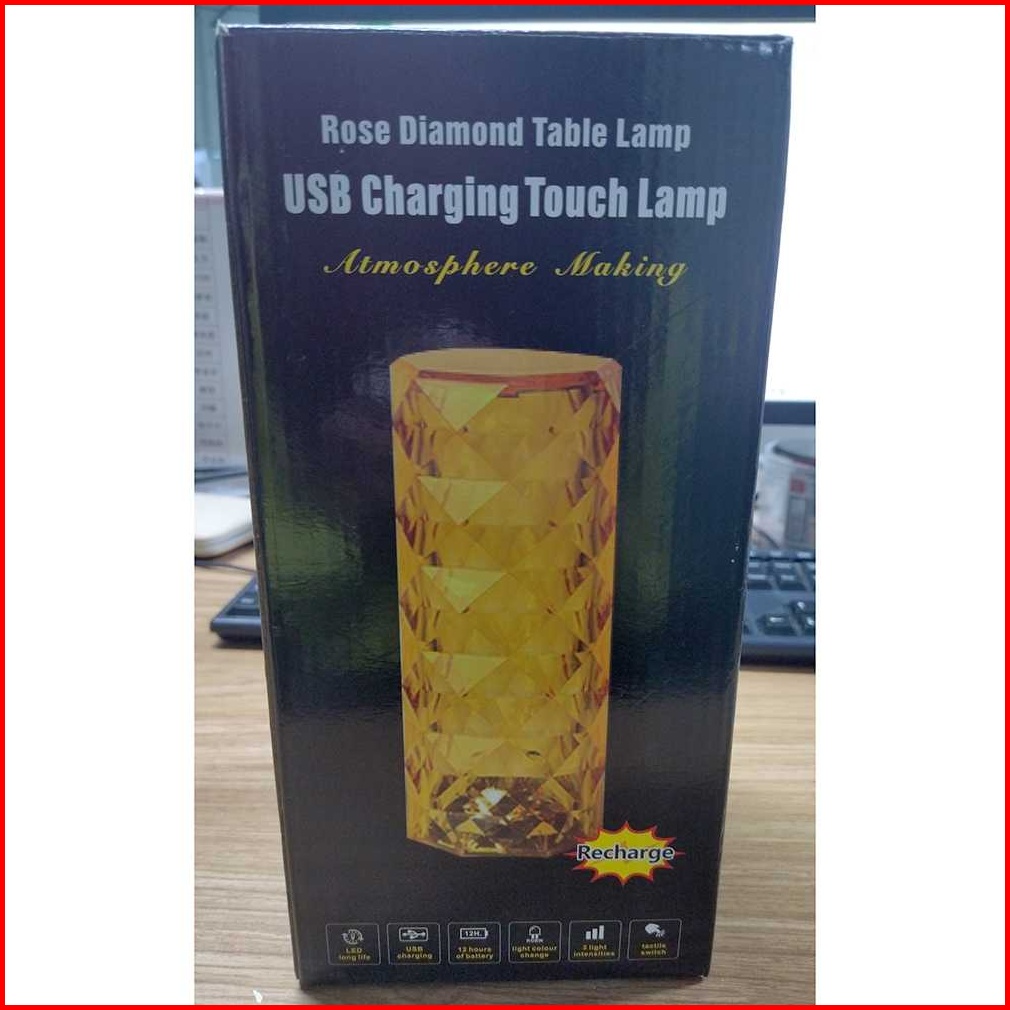 Rose Diamond Table Lamp
USB Charging Touch Lamp
Atmosphere Making
Recharge
LED
long life
USB
charging
12H.
12 hours
of battery
light colour
change
light
intensities
tactile
switch